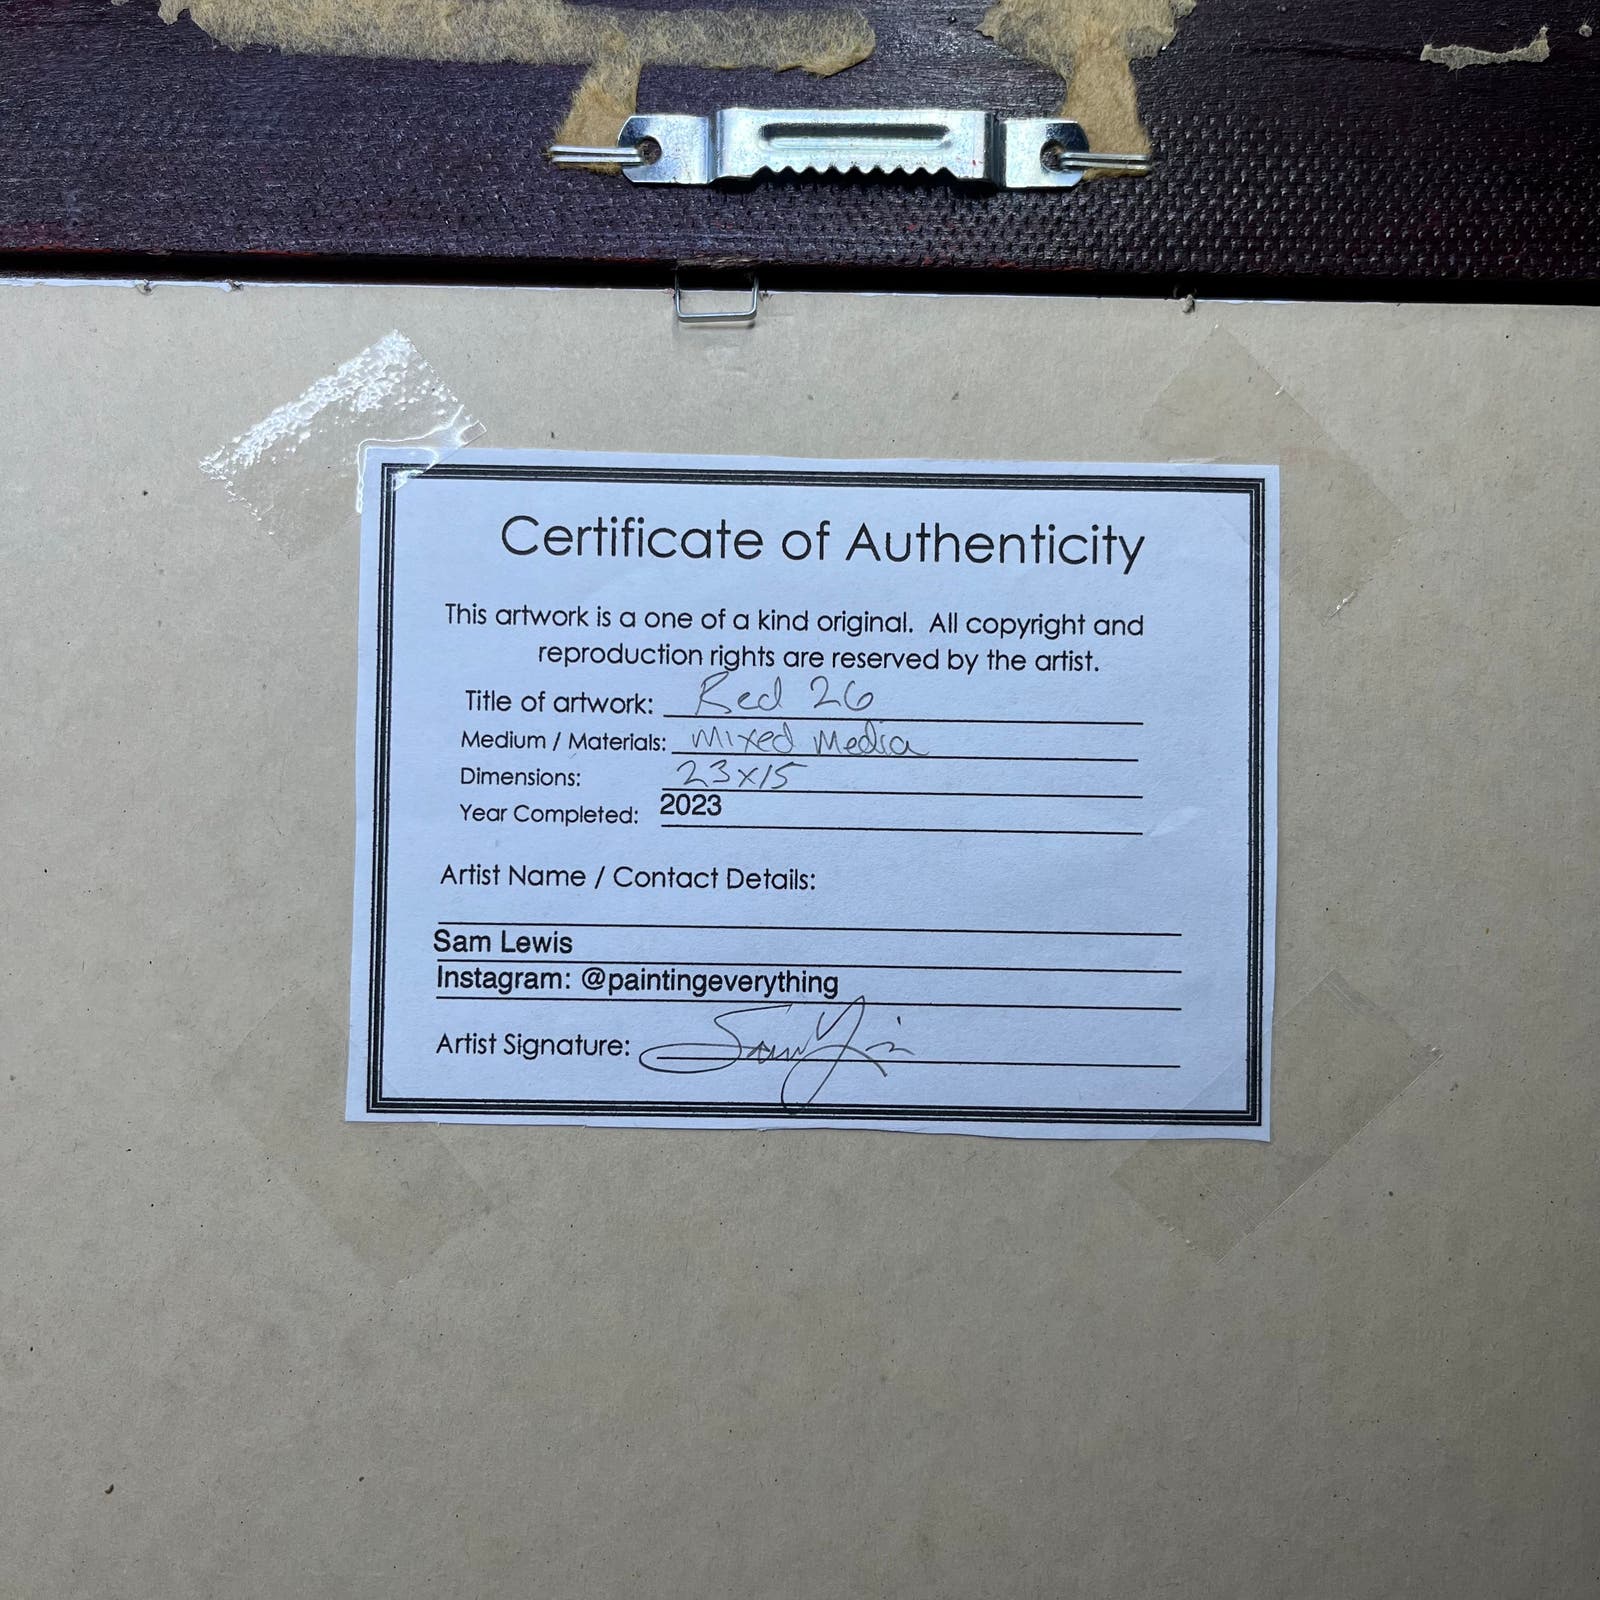 Certificate of Authenticity
This artwork is a one of a kind original. All copyright and
reproduction rights are reserved by the artist.
Title of artwork: Red 26
Medium / Materials: Mixed Media
Dimensions: 23x15
Year Completed: 2023
Artist Name / Contact Details:
Sam Lewis
Instagram: @paintingeverything
Artist Signature: